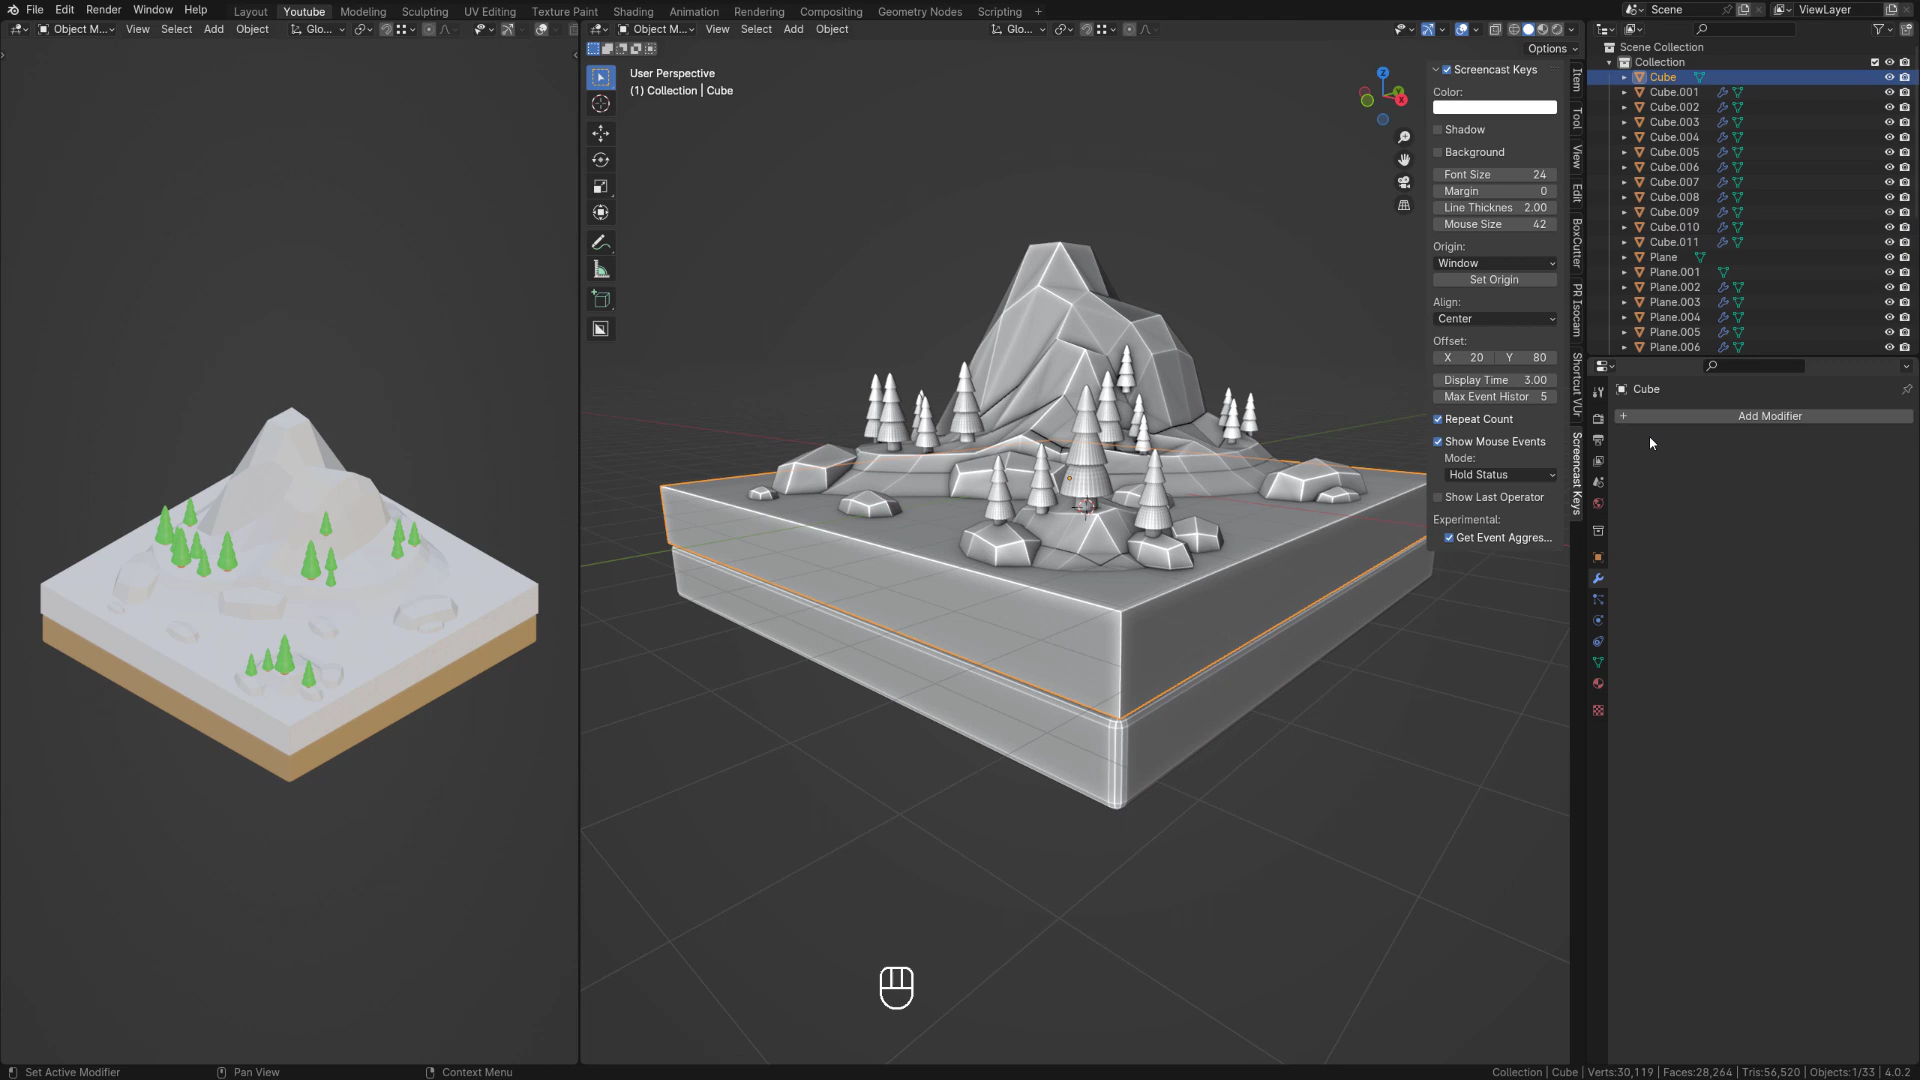 File Edit Render Window Help Layout Youtube Modeling Sculpting UV Editing Texture Paint Shading Animation Rendering Compositing Geometry Nodes Scripting + Scene ViewLayer
Object M... View Select Add Object Glo...
Object M... View Select Add Object Glo...
Options
User Perspective
(1) Collection | Cube
Z
Y
X
Screencast Keys
Color:
Shadow
Background
Font Size 24
Margin 0
Line Thicknes 2.00
Mouse Size 42
Origin:
Window
Set Origin
Align:
Center
Offset:
X 20 Y 80
Display Time 3.00
Max Event Histor 5
Repeat Count
Show Mouse Events
Mode:
Hold Status
Show Last Operator
Experimental:
Get Event Aggres...
Item
Tool
View
Edit
BoxCutter
PR Isocam
Shortcut VUr
Screencast Keys
Scene Collection
Collection
Cube
Cube.001
Cube.002
Cube.003
Cube.004
Cube.005
Cube.006
Cube.007
Cube.008
Cube.009
Cube.010
Cube.011
Plane
Plane.001
Plane.002
Plane.003
Plane.004
Plane.005
Plane.006
Cube
+ Add Modifier
Set Active Modifier Pan View Context Menu Collection | Cube | Verts:30,119 | Faces:28,264 | Tris:56,520 | Objects:1/33 | 4.0.2